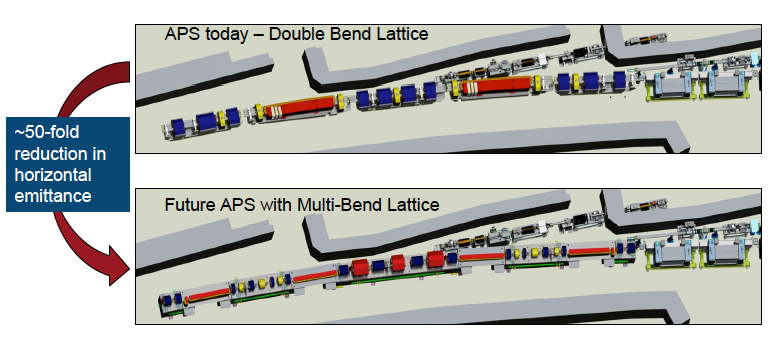 APS today – Double Bend Lattice
~50-fold
reduction in
horizontal
emittance
Future APS with Multi-Bend Lattice